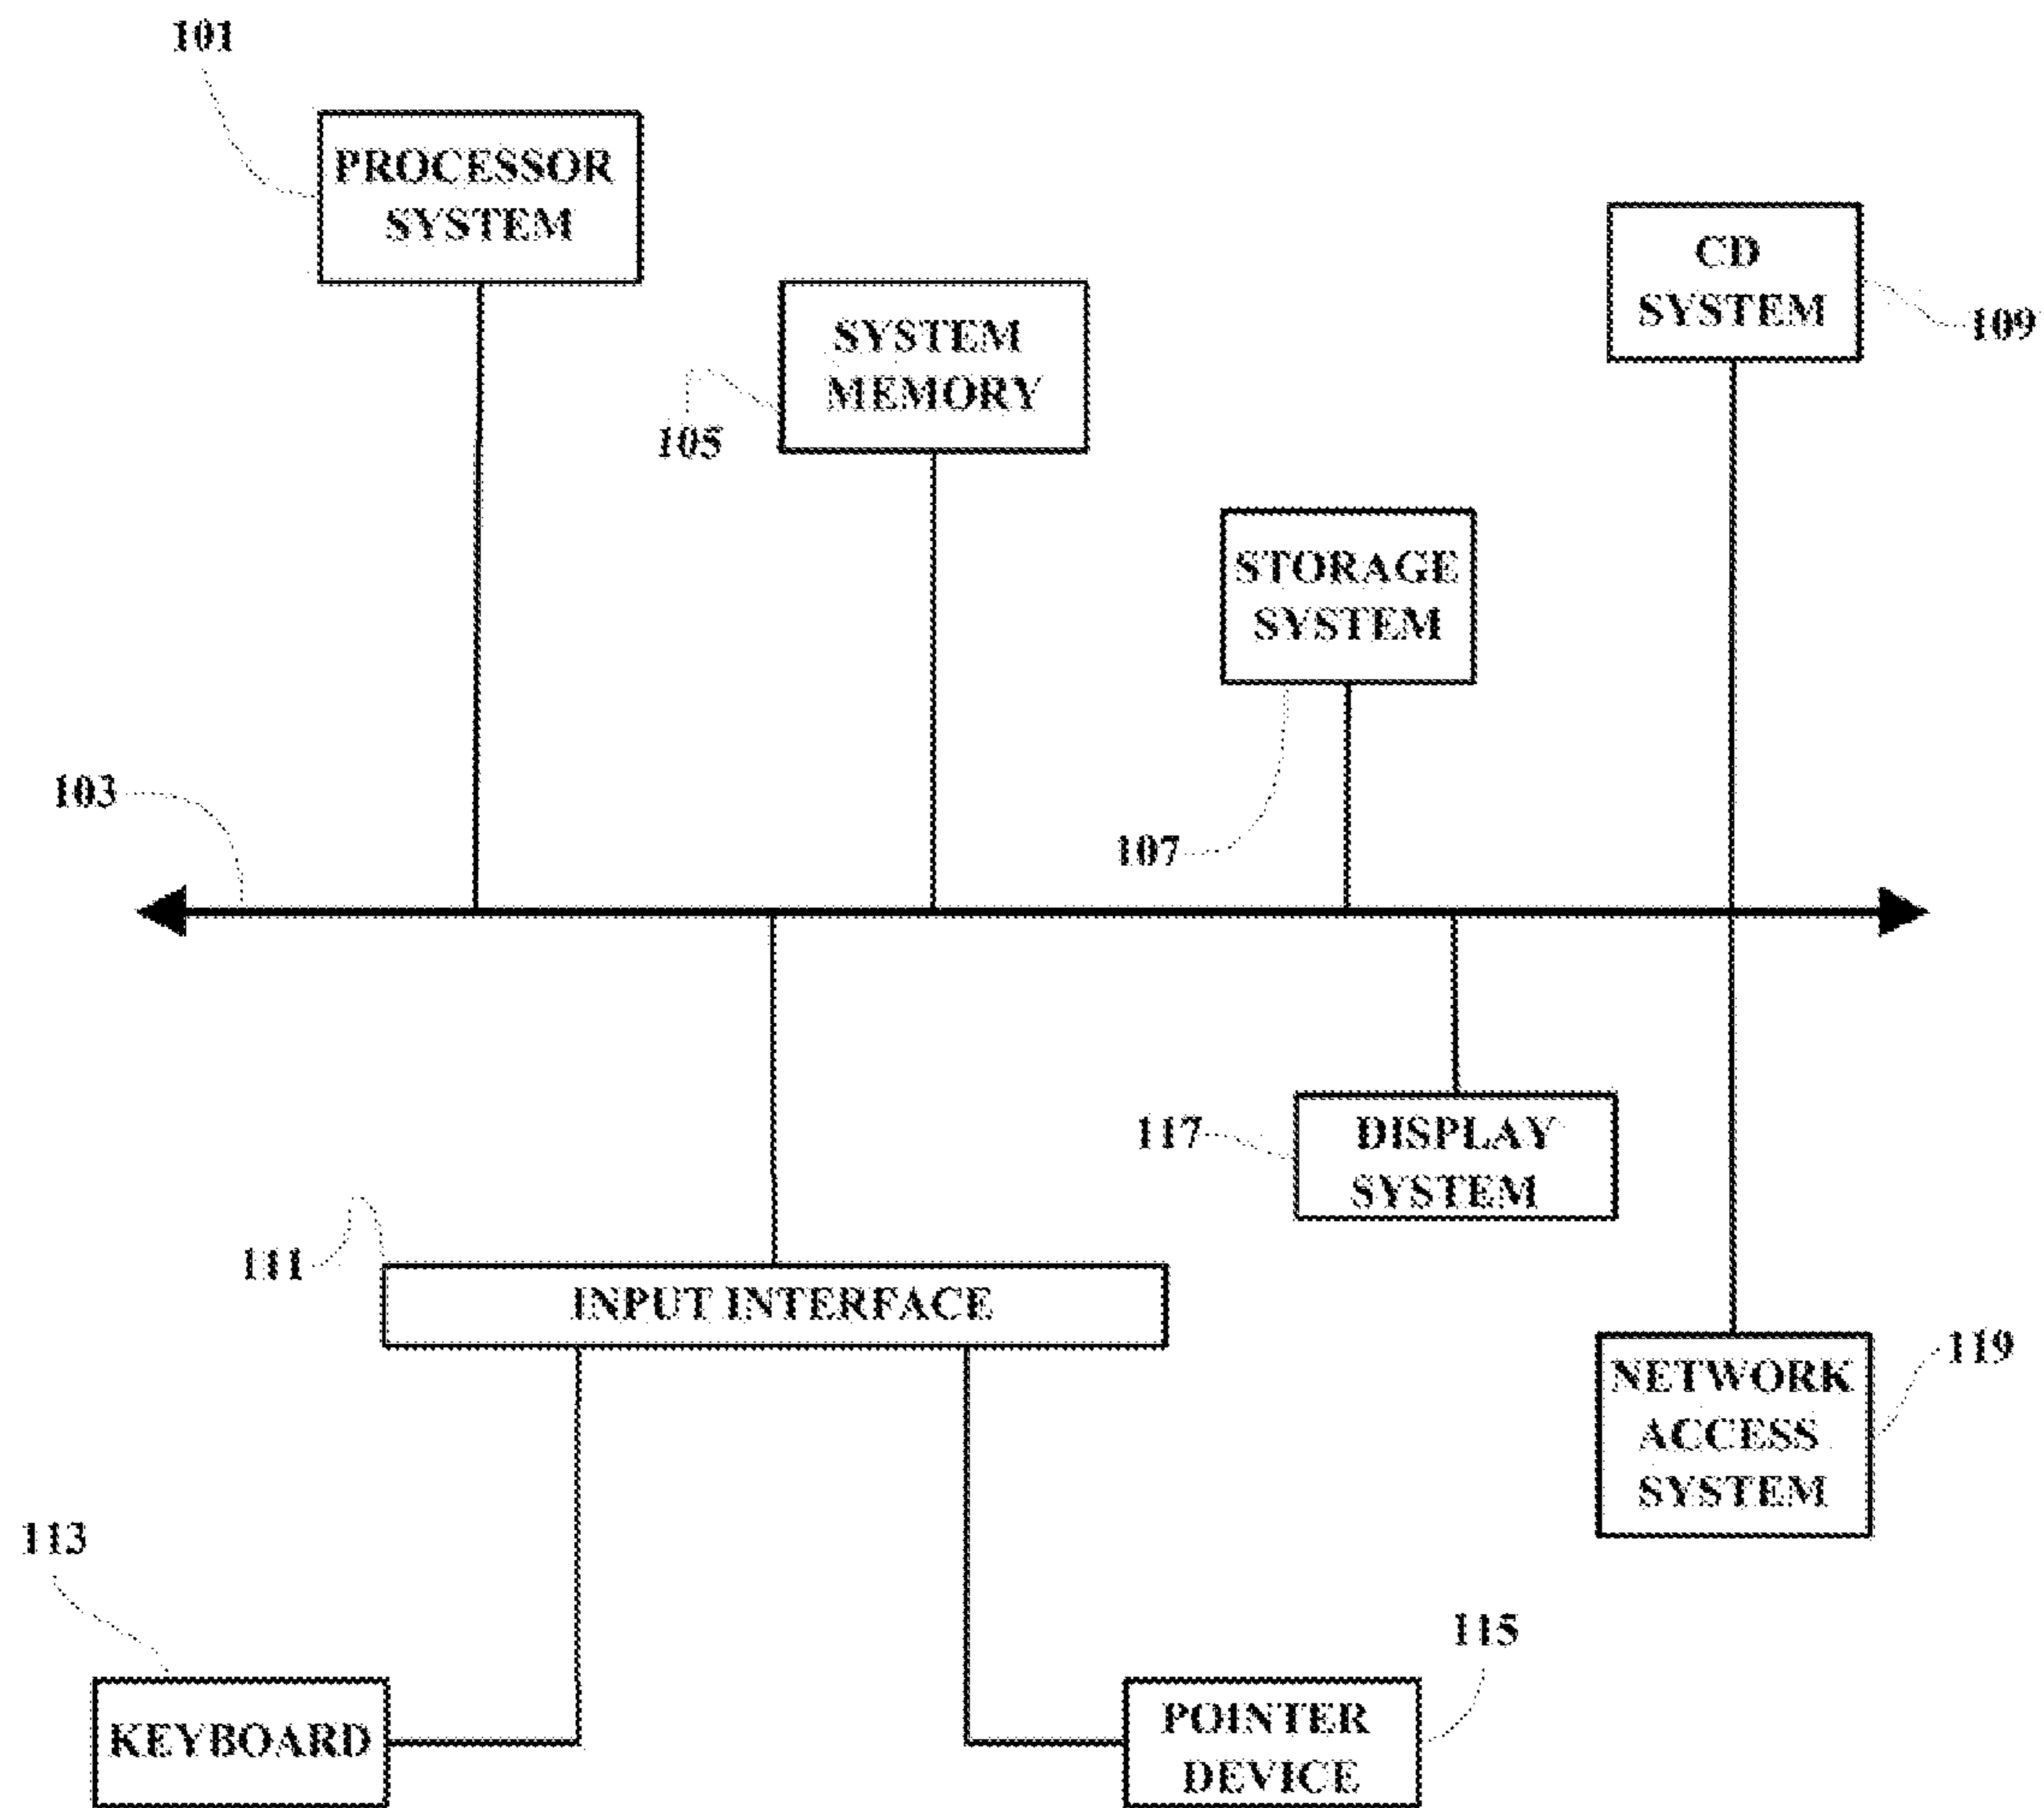 101
PROCESSOR
SYSTEM
CD
SYSTEM
109
SYSTEM
MEMORY
105
STORAGE
SYSTEM
103
107
117
DISPLAY
SYSTEM
111
INPUT INTERFACE
119
NETWORK
ACCESS
SYSTEM
113
115
KEYBOARD
POINTER
DEVICE